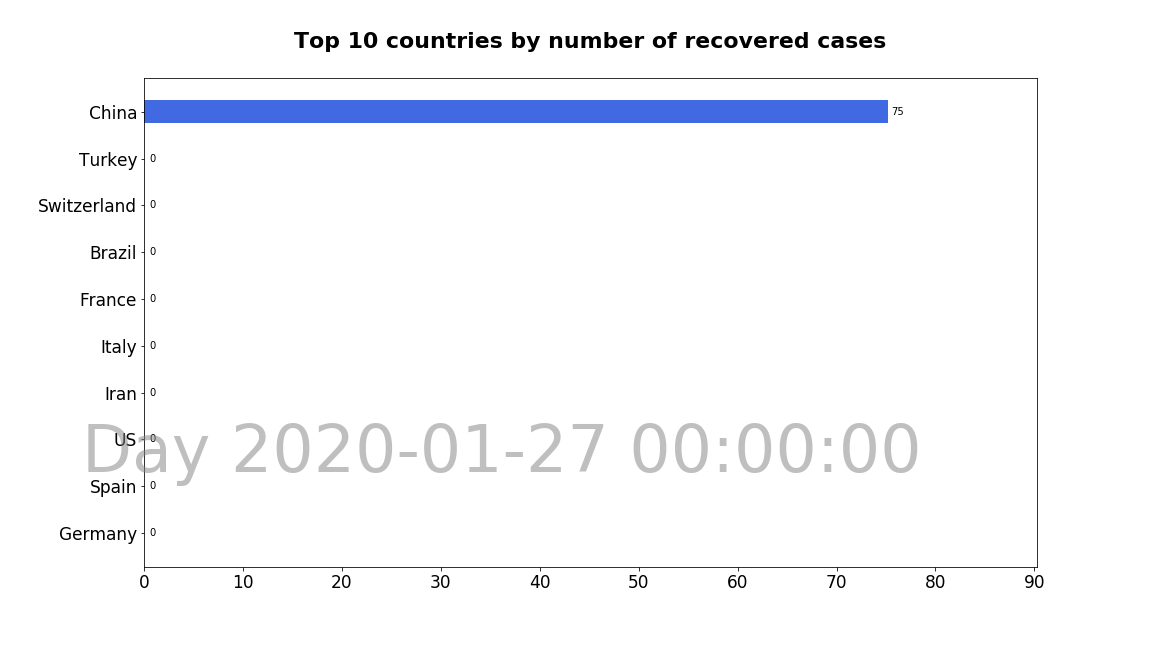 Top 10 countries by number of recovered cases
China 75
Turkey 0
Switzerland 0
Brazil 0
France 0
Italy 0
Iran 0
US 0
Day 2020-01-27 00:00:00
Spain 0
Germany 0
0 10 20 30 40 50 60 70 80 90